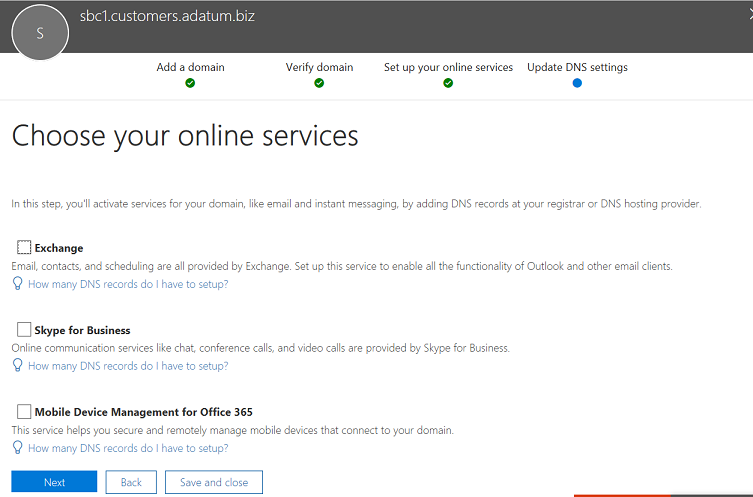 S
sbc1.customers.adatum.biz
Add a domain
Verify domain
Set up your online services
Update DNS settings
Choose your online services
In this step, you'll activate services for your domain, like email and instant messaging, by adding DNS records at your registrar or DNS hosting provider.
Exchange
Email, contacts, and scheduling are all provided by Exchange. Set up this service to enable all the functionality of Outlook and other email clients.
How many DNS records do I have to setup?
Skype for Business
Online communication services like chat, conference calls, and video calls are provided by Skype for Business.
How many DNS records do I have to setup?
Mobile Device Management for Office 365
This service helps you secure and remotely manage mobile devices that connect to your domain.
How many DNS records do I have to setup?
Next
Back
Save and close